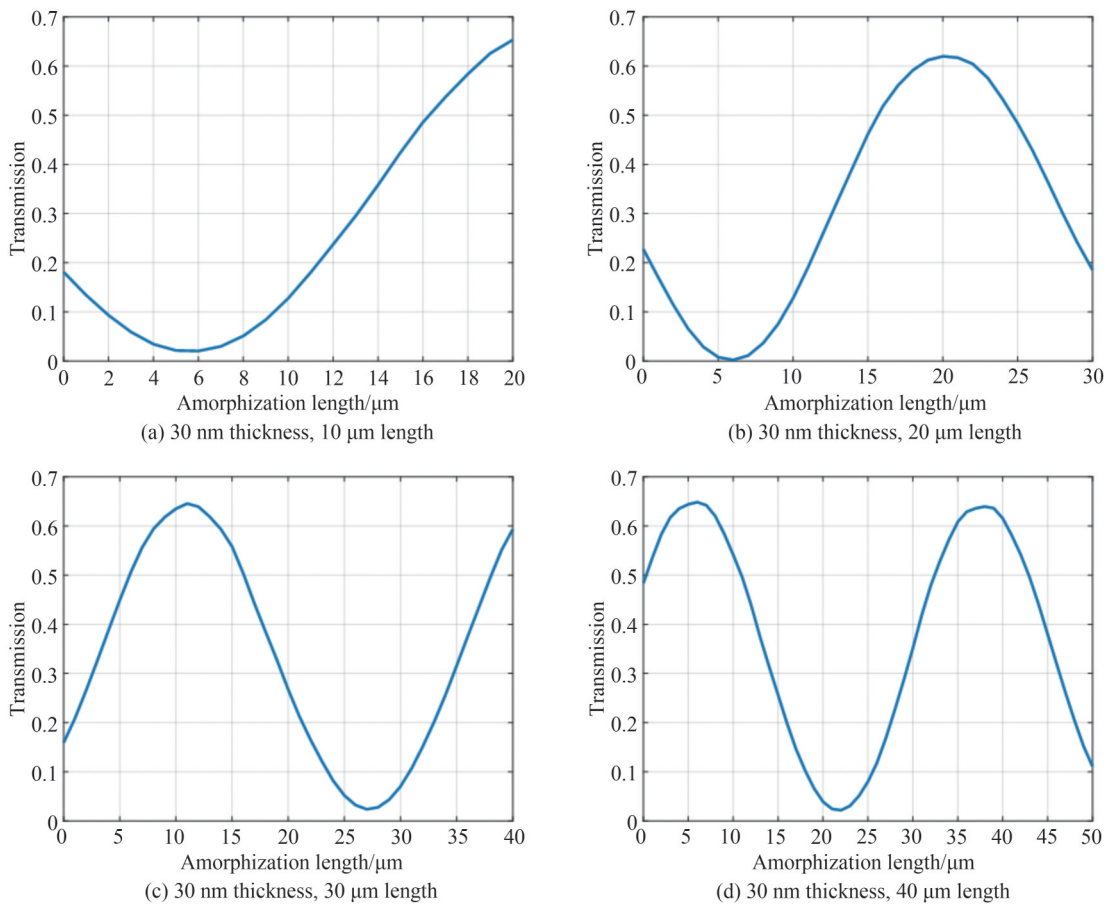 0.7
0.6
0.5
0.4
0.3
0.2
0.1
0
Transmission
0 2 4 6 8 10 12 14 16 18 20
Amorphization length/μm
(a) 30 nm thickness, 10 μm length
0.7
0.6
0.5
0.4
0.3
0.2
0.1
0
Transmission
0 5 10 15 20 25 30
Amorphization length/μm
(b) 30 nm thickness, 20 μm length
0.7
0.6
0.5
0.4
0.3
0.2
0.1
0
Transmission
0 5 10 15 20 25 30 35 40
Amorphization length/μm
(c) 30 nm thickness, 30 μm length
0.7
0.6
0.5
0.4
0.3
0.2
0.1
0
Transmission
0 5 10 15 20 25 30 35 40 45 50
Amorphization length/μm
(d) 30 nm thickness, 40 μm length